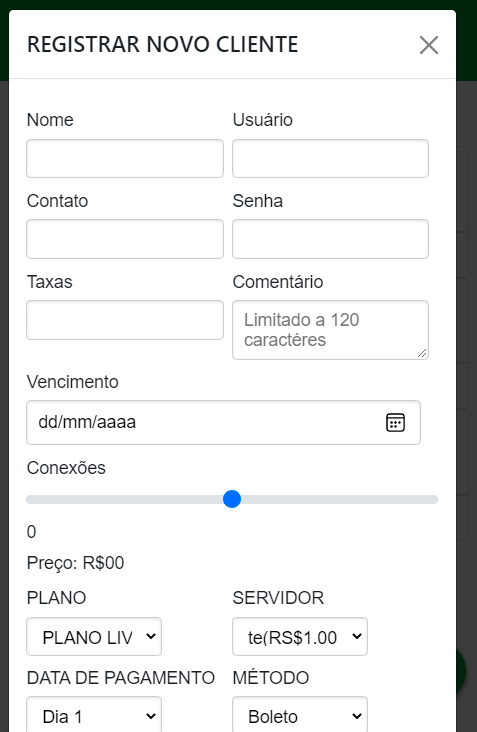 REGISTRAR NOVO CLIENTE
Nome Usuário
Contato Senha
Taxas Comentário
Limitado a 120
caractéres
Vencimento
dd/mm/aaaa
Conexões
0
Preço: R$00
PLANO SERVIDOR
PLANO LIV te(RS$1.00
DATA DE PAGAMENTO MÉTODO
Dia 1 Boleto